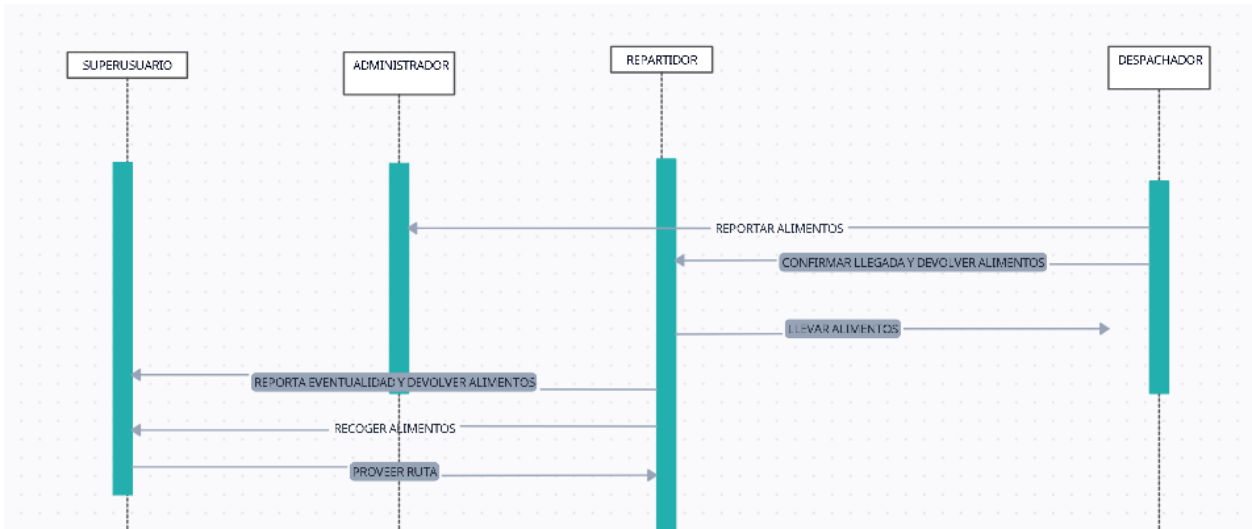 SUPERUSUARIO
ADMINISTRADOR
REPARTIDOR
DESPACHADOR
REPORTAR ALIMENTOS
CONFIRMAR LLEGADA Y DEVOLVER ALIMENTOS
LLEVAR ALIMENTOS
REPORTA EVENTUALIDAD Y DEVOLVER ALIMENTOS
RECOGER ALIMENTOS
PROVEER RUTA